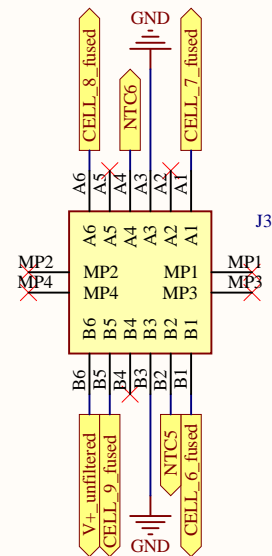 GND
CELL_8_fused
NTC6
CELL_7_fused
A6
A5
A4
A3
A2
A1
J3
A6
A5
A4
A3
A2
A1
MP2
MP2
MP1
MP1
MP4
MP4
MP3
MP3
B6
B5
B4
B3
B2
B1
B6
B5
B4
B3
B2
B1
V+_unfiltered
CELL_9_fused
NTC5
CELL_6_fused
GND